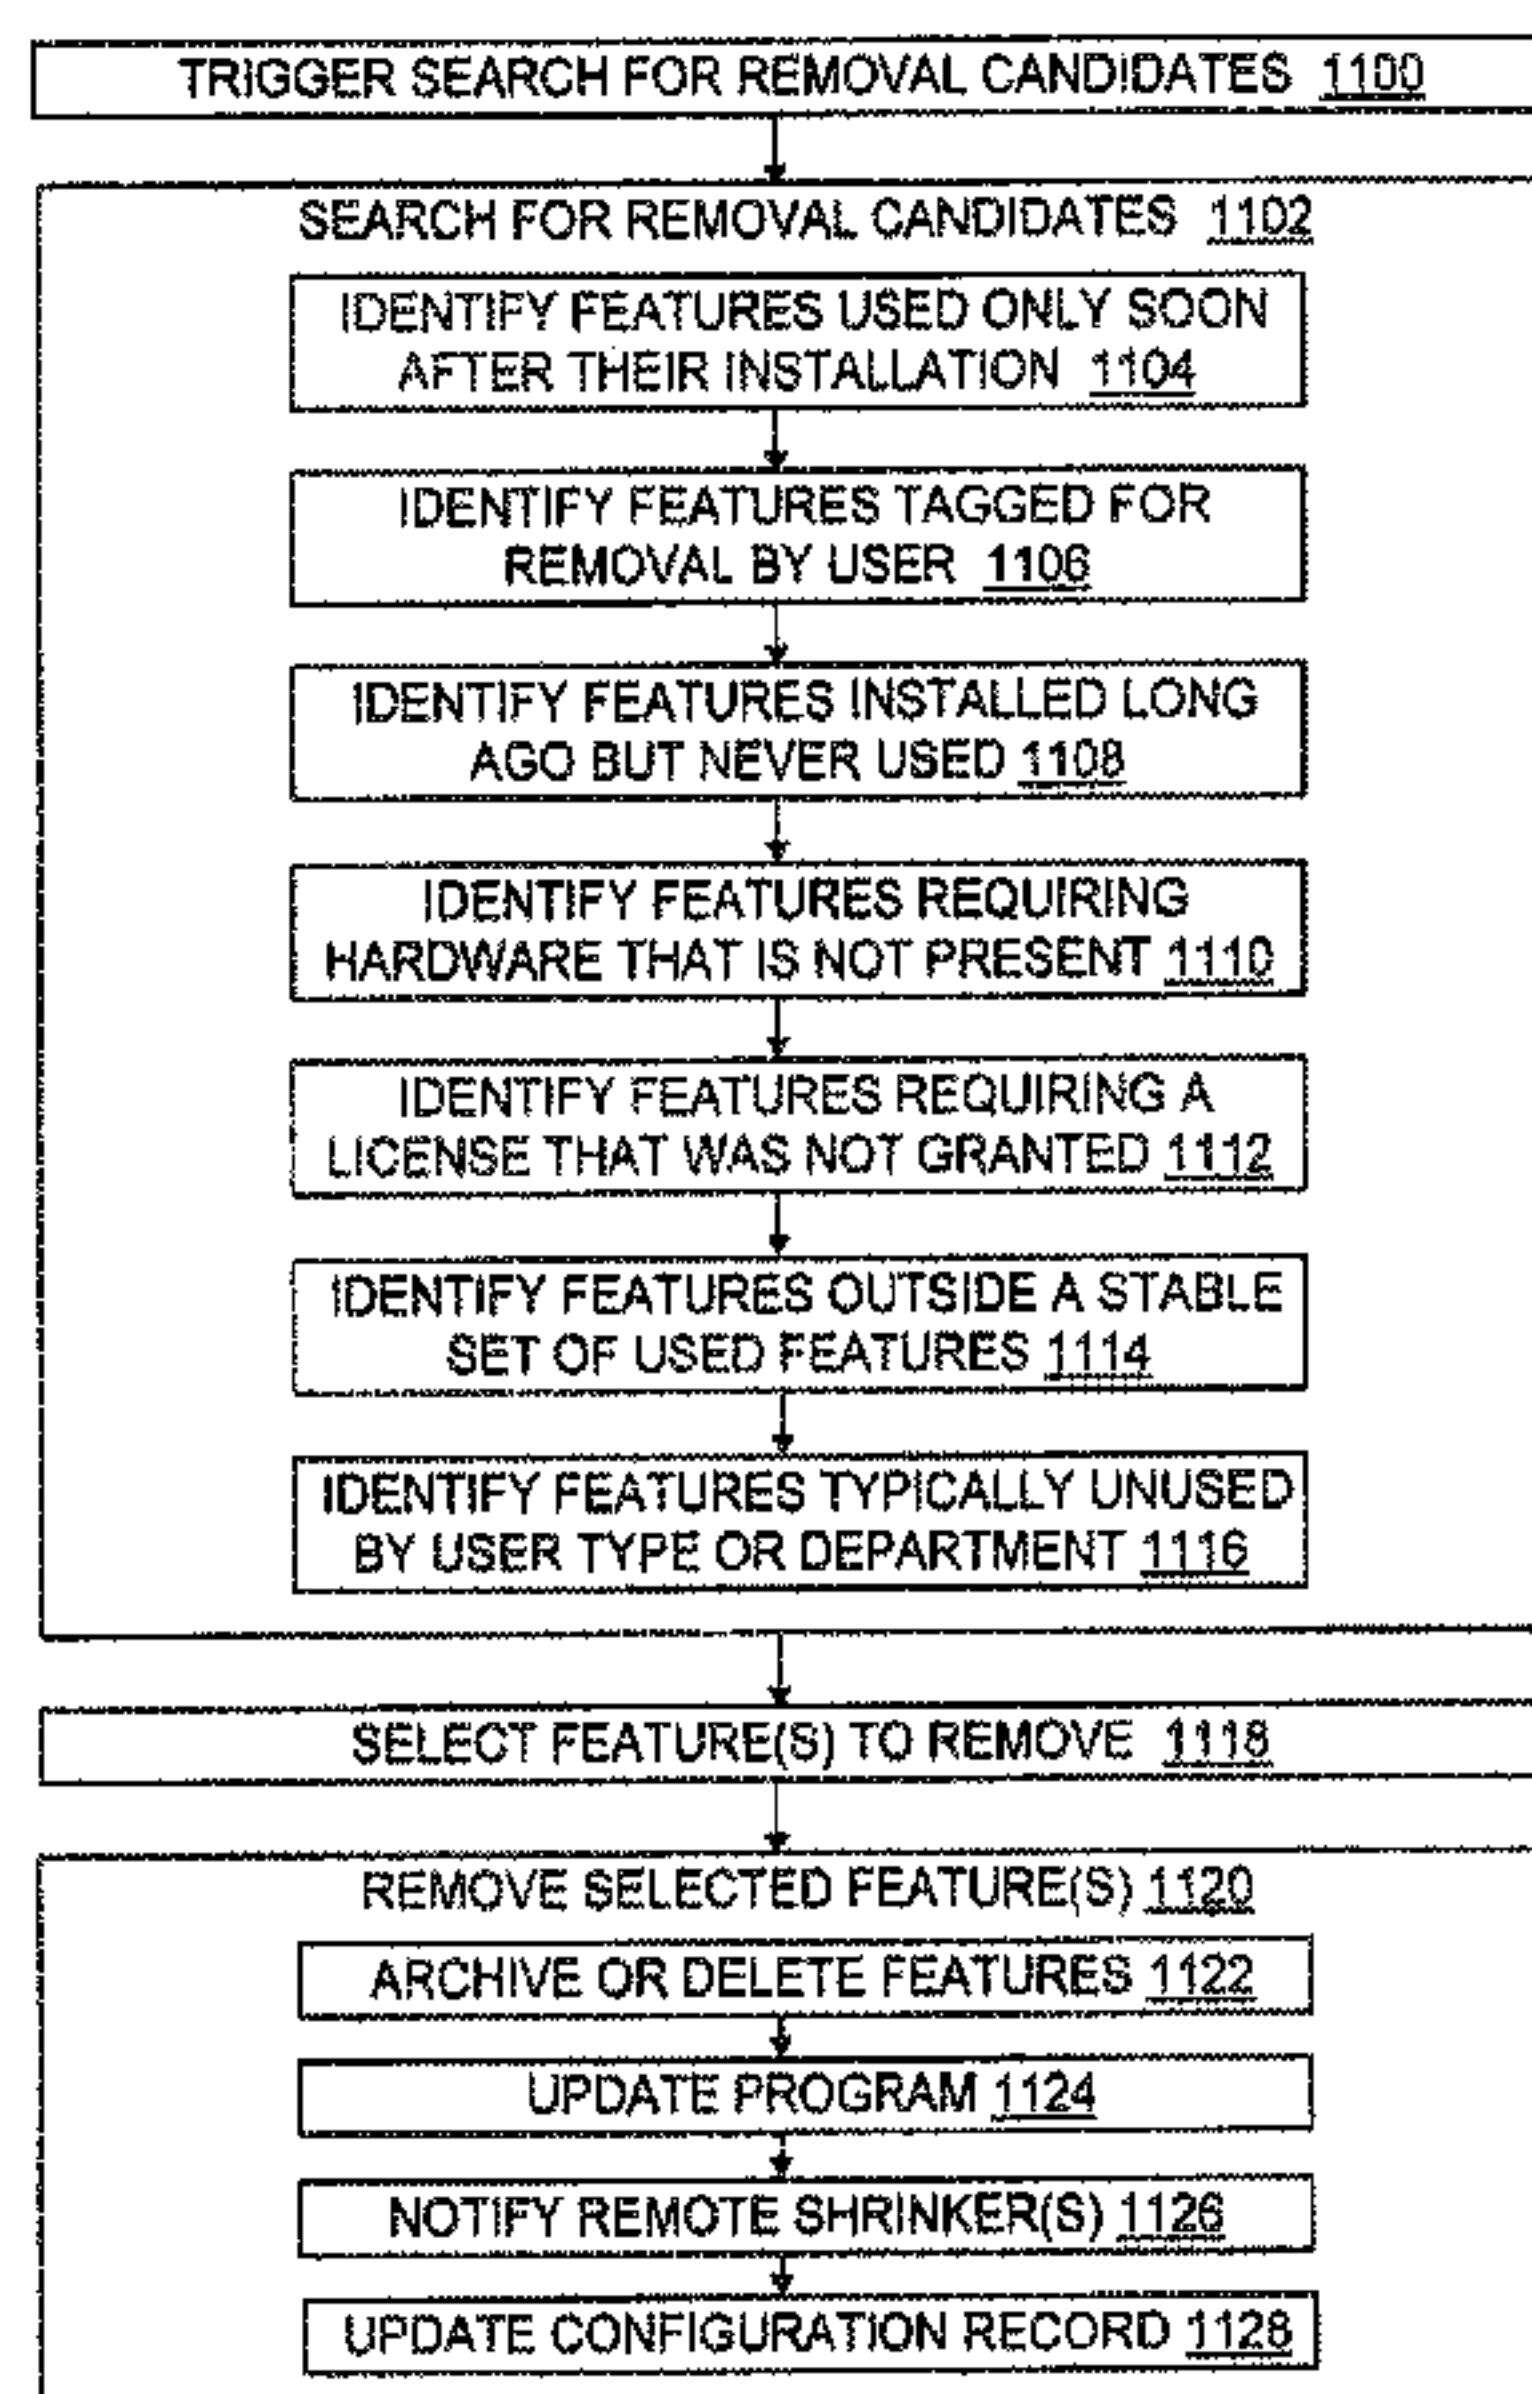 TRIGGER SEARCH FOR REMOVAL CANDIDATES 1100
SEARCH FOR REMOVAL CANDIDATES 1102
IDENTIFY FEATURES USED ONLY SOON
AFTER THEIR INSTALLATION 1104
IDENTIFY FEATURES TAGGED FOR
REMOVAL BY USER 1106
IDENTIFY FEATURES INSTALLED LONG
AGO BUT NEVER USED 1108
IDENTIFY FEATURES REQUIRING
HARDWARE THAT IS NOT PRESENT 1110
IDENTIFY FEATURES REQUIRING A
LICENSE THAT WAS NOT GRANTED 1112
IDENTIFY FEATURES OUTSIDE A STABLE
SET OF USED FEATURES 1114
IDENTIFY FEATURES TYPICALLY UNUSED
BY USER TYPE OR DEPARTMENT 1116
SELECT FEATURE(S) TO REMOVE 1118
REMOVE SELECTED FEATURE(S) 1120
ARCHIVE OR DELETE FEATURES 1122
UPDATE PROGRAM 1124
NOTIFY REMOTE SHRINKER(S) 1126
UPDATE CONFIGURATION RECORD 1128